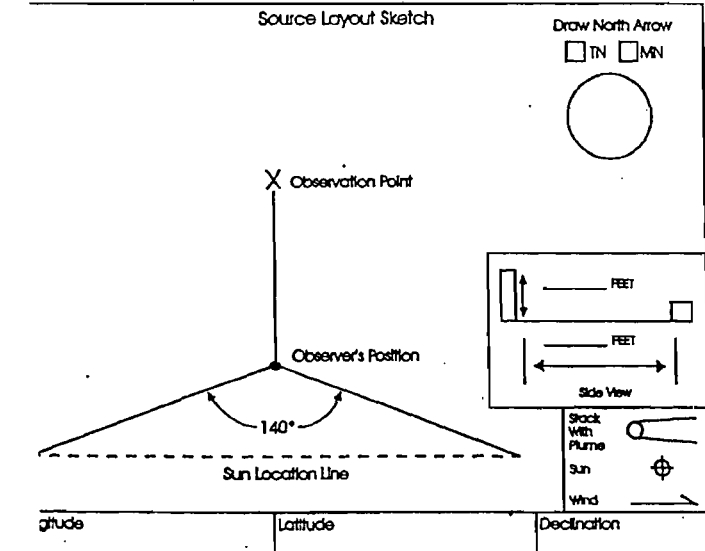 Source Layout Sketch
Draw North Arrow
TN MN
X Observation Point
FEET
Observer's Position
FEET
140°
Side View
Stack
With
Plume
Sun
Sun Location Line
Wind
gitude Latitude Declination